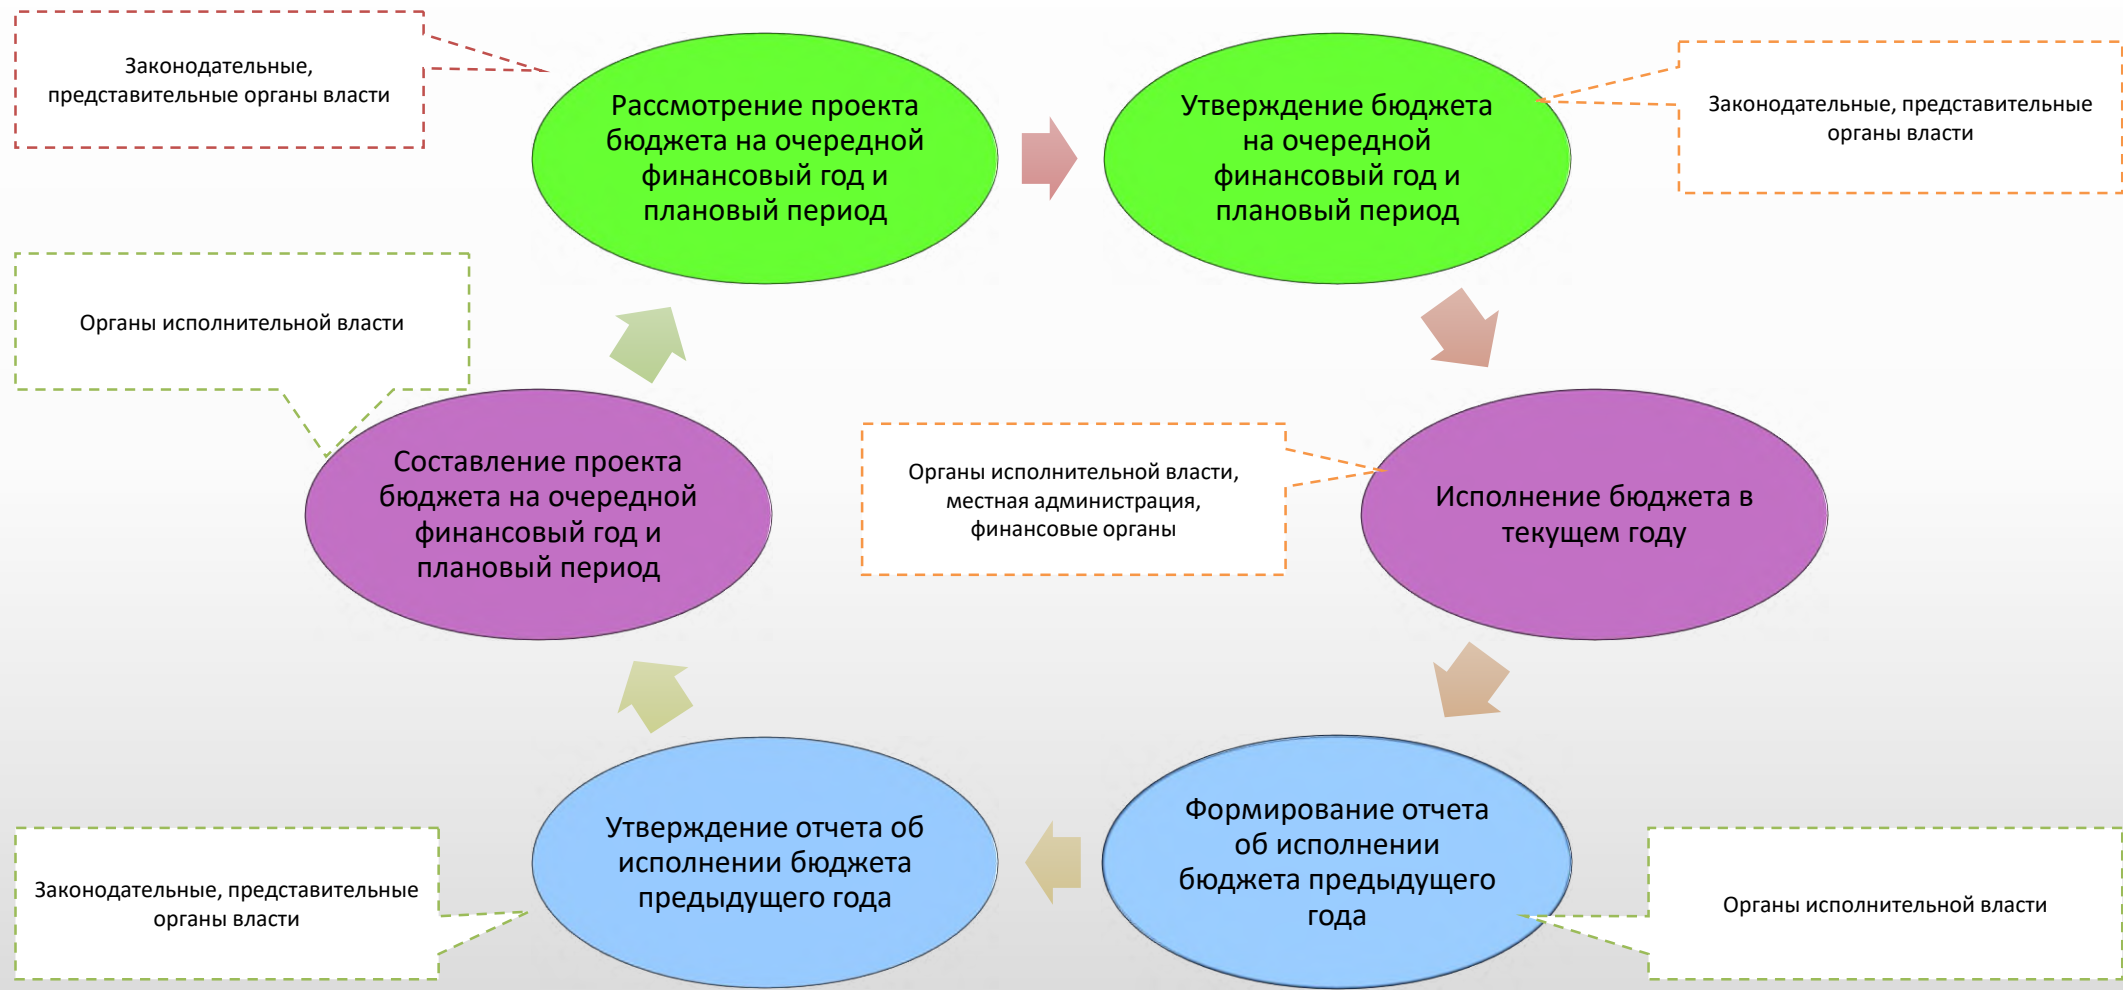 Законодательные,
представительные органы власти
Рассмотрение проекта
бюджета на очередной
финансовый год и
плановый период
Утверждение бюджета
на очередной
финансовый год и
плановый период
Законодательные, представительные
органы власти
Органы исполнительной власти
Составление проекта
бюджета на очередной
финансовый год и
плановый период
Органы исполнительной власти,
местная администрация,
финансовые органы
Исполнение бюджета в
текущем году
Законодательные, представительные
органы власти
Утверждение отчета об
исполнении бюджета
предыдущего года
Формирование отчета
об исполнении
бюджета предыдущего
года
Органы исполнительной власти